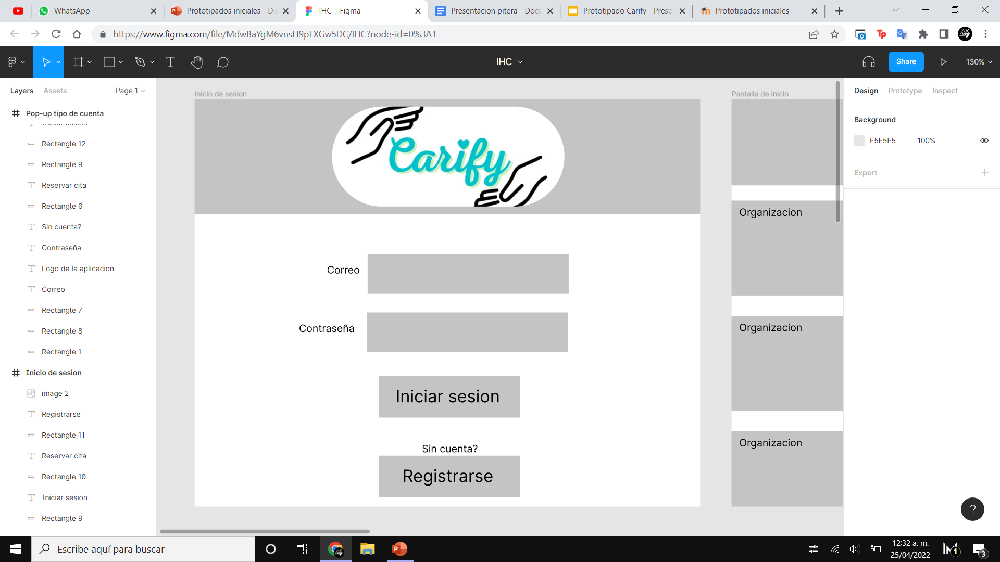 WhatsApp
Prototipados iniciales - Dia
IHC – Figma
Presentacion pitera - Docu
Prototipado Carify - Prese
Prototipados iniciales
https://www.figma.com/file/MdwBaYgM6vnsH9pLXGw5DC/IHC?node-id=0%3A1
IHC
Share
130%
Layers
Assets
Page 1
Pop-up tipo de cuenta
Iniciar sesion
Rectangle 12
Rectangle 9
Reservar cita
Rectangle 6
Sin cuenta?
Contraseña
Logo de la aplicacion
Correo
Rectangle 7
Rectangle 8
Rectangle 1
Inicio de sesion
image 2
Registrarse
Rectangle 11
Reservar cita
Rectangle 10
Iniciar sesion
Rectangle 9
Inicio de sesion
Carify
Correo
Contraseña
Iniciar sesion
Sin cuenta?
Registrarse
Pantalla de inicio
Organizacion
Organizacion
Organizacion
Design
Prototype
Inspect
Background
E5E5E5
100%
Export
?
Escribe aquí para buscar
12:32 a. m.
25/04/2022
1
3